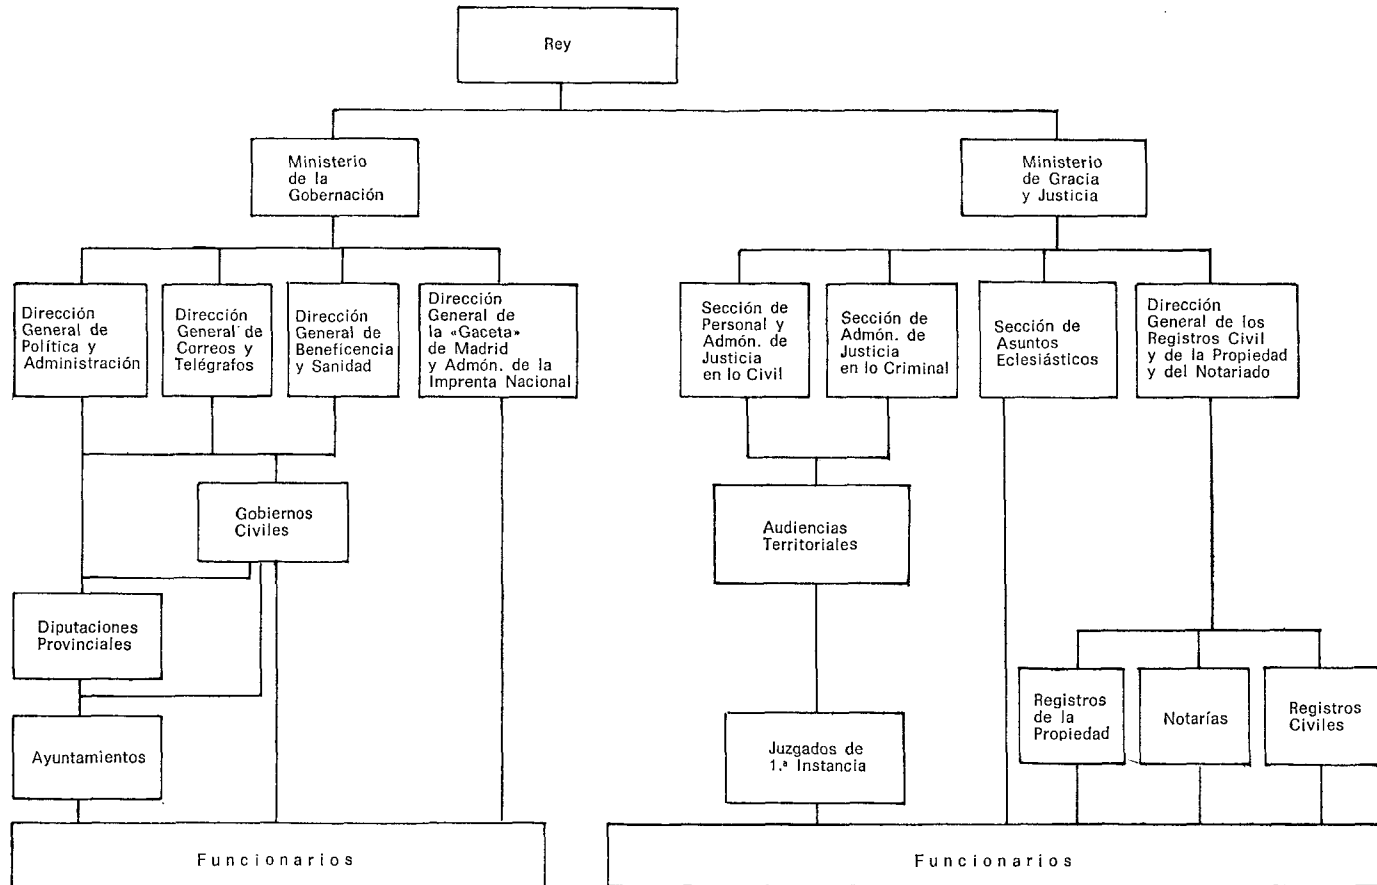 Rey
Ministerio
de la
Gobernación
Ministerio
de Gracia
y Justicia
Dirección
General de
Política y
Administración
Dirección
General de
Correos y
Telégrafos
Dirección
General de
Beneficencia
y Sanidad
Dirección
General de
la «Gaceta»
de Madrid
y Admón. de la
Imprenta Nacional
Sección de
Personal y
Admón. de
Justicia
en lo Civil
Sección de
Admón. de
Justicia
en lo Criminal
Sección de
Asuntos
Eclesiásticos
Dirección
General de los
Registros Civil
y de la Propiedad
y del Notariado
Gobiernos
Civiles
Audiencias
Territoriales
Diputaciones
Provinciales
Registros
de la
Propiedad
Notarías
Registros
Civiles
Ayuntamientos
Juzgados de
1.ª Instancia
Funcionarios
Funcionarios